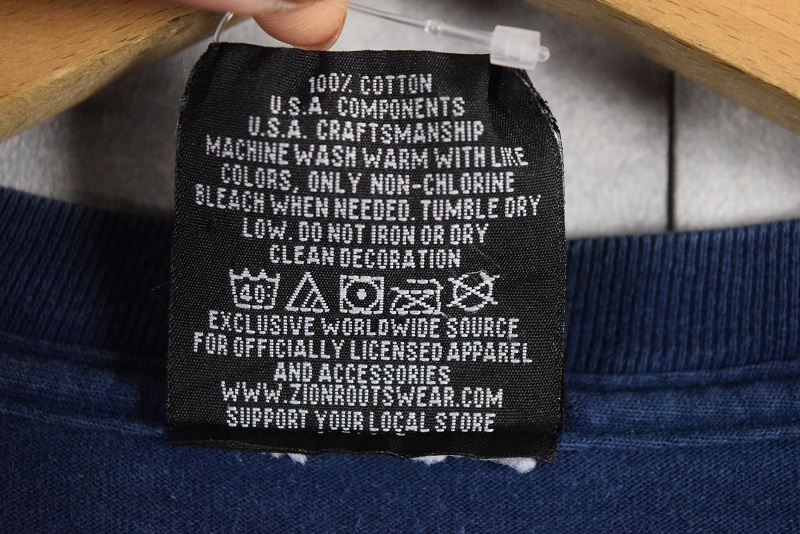 100% COTTON
U.S.A. COMPONENTS
U.S.A. CRAFTSMANSHIP
MACHINE WASH WARM WITH LIKE
COLORS, ONLY NON-CHLORINE
BLEACH WHEN NEEDED. TUMBLE DRY
LOW. DO NOT IRON OR DRY
CLEAN DECORATION
40
EXCLUSIVE WORLDWIDE SOURCE
FOR OFFICIALLY LICENSED APPAREL
AND ACCESSORIES
WWW.ZIONROOTSWEAR.COM
SUPPORT YOUR LOCAL STORE